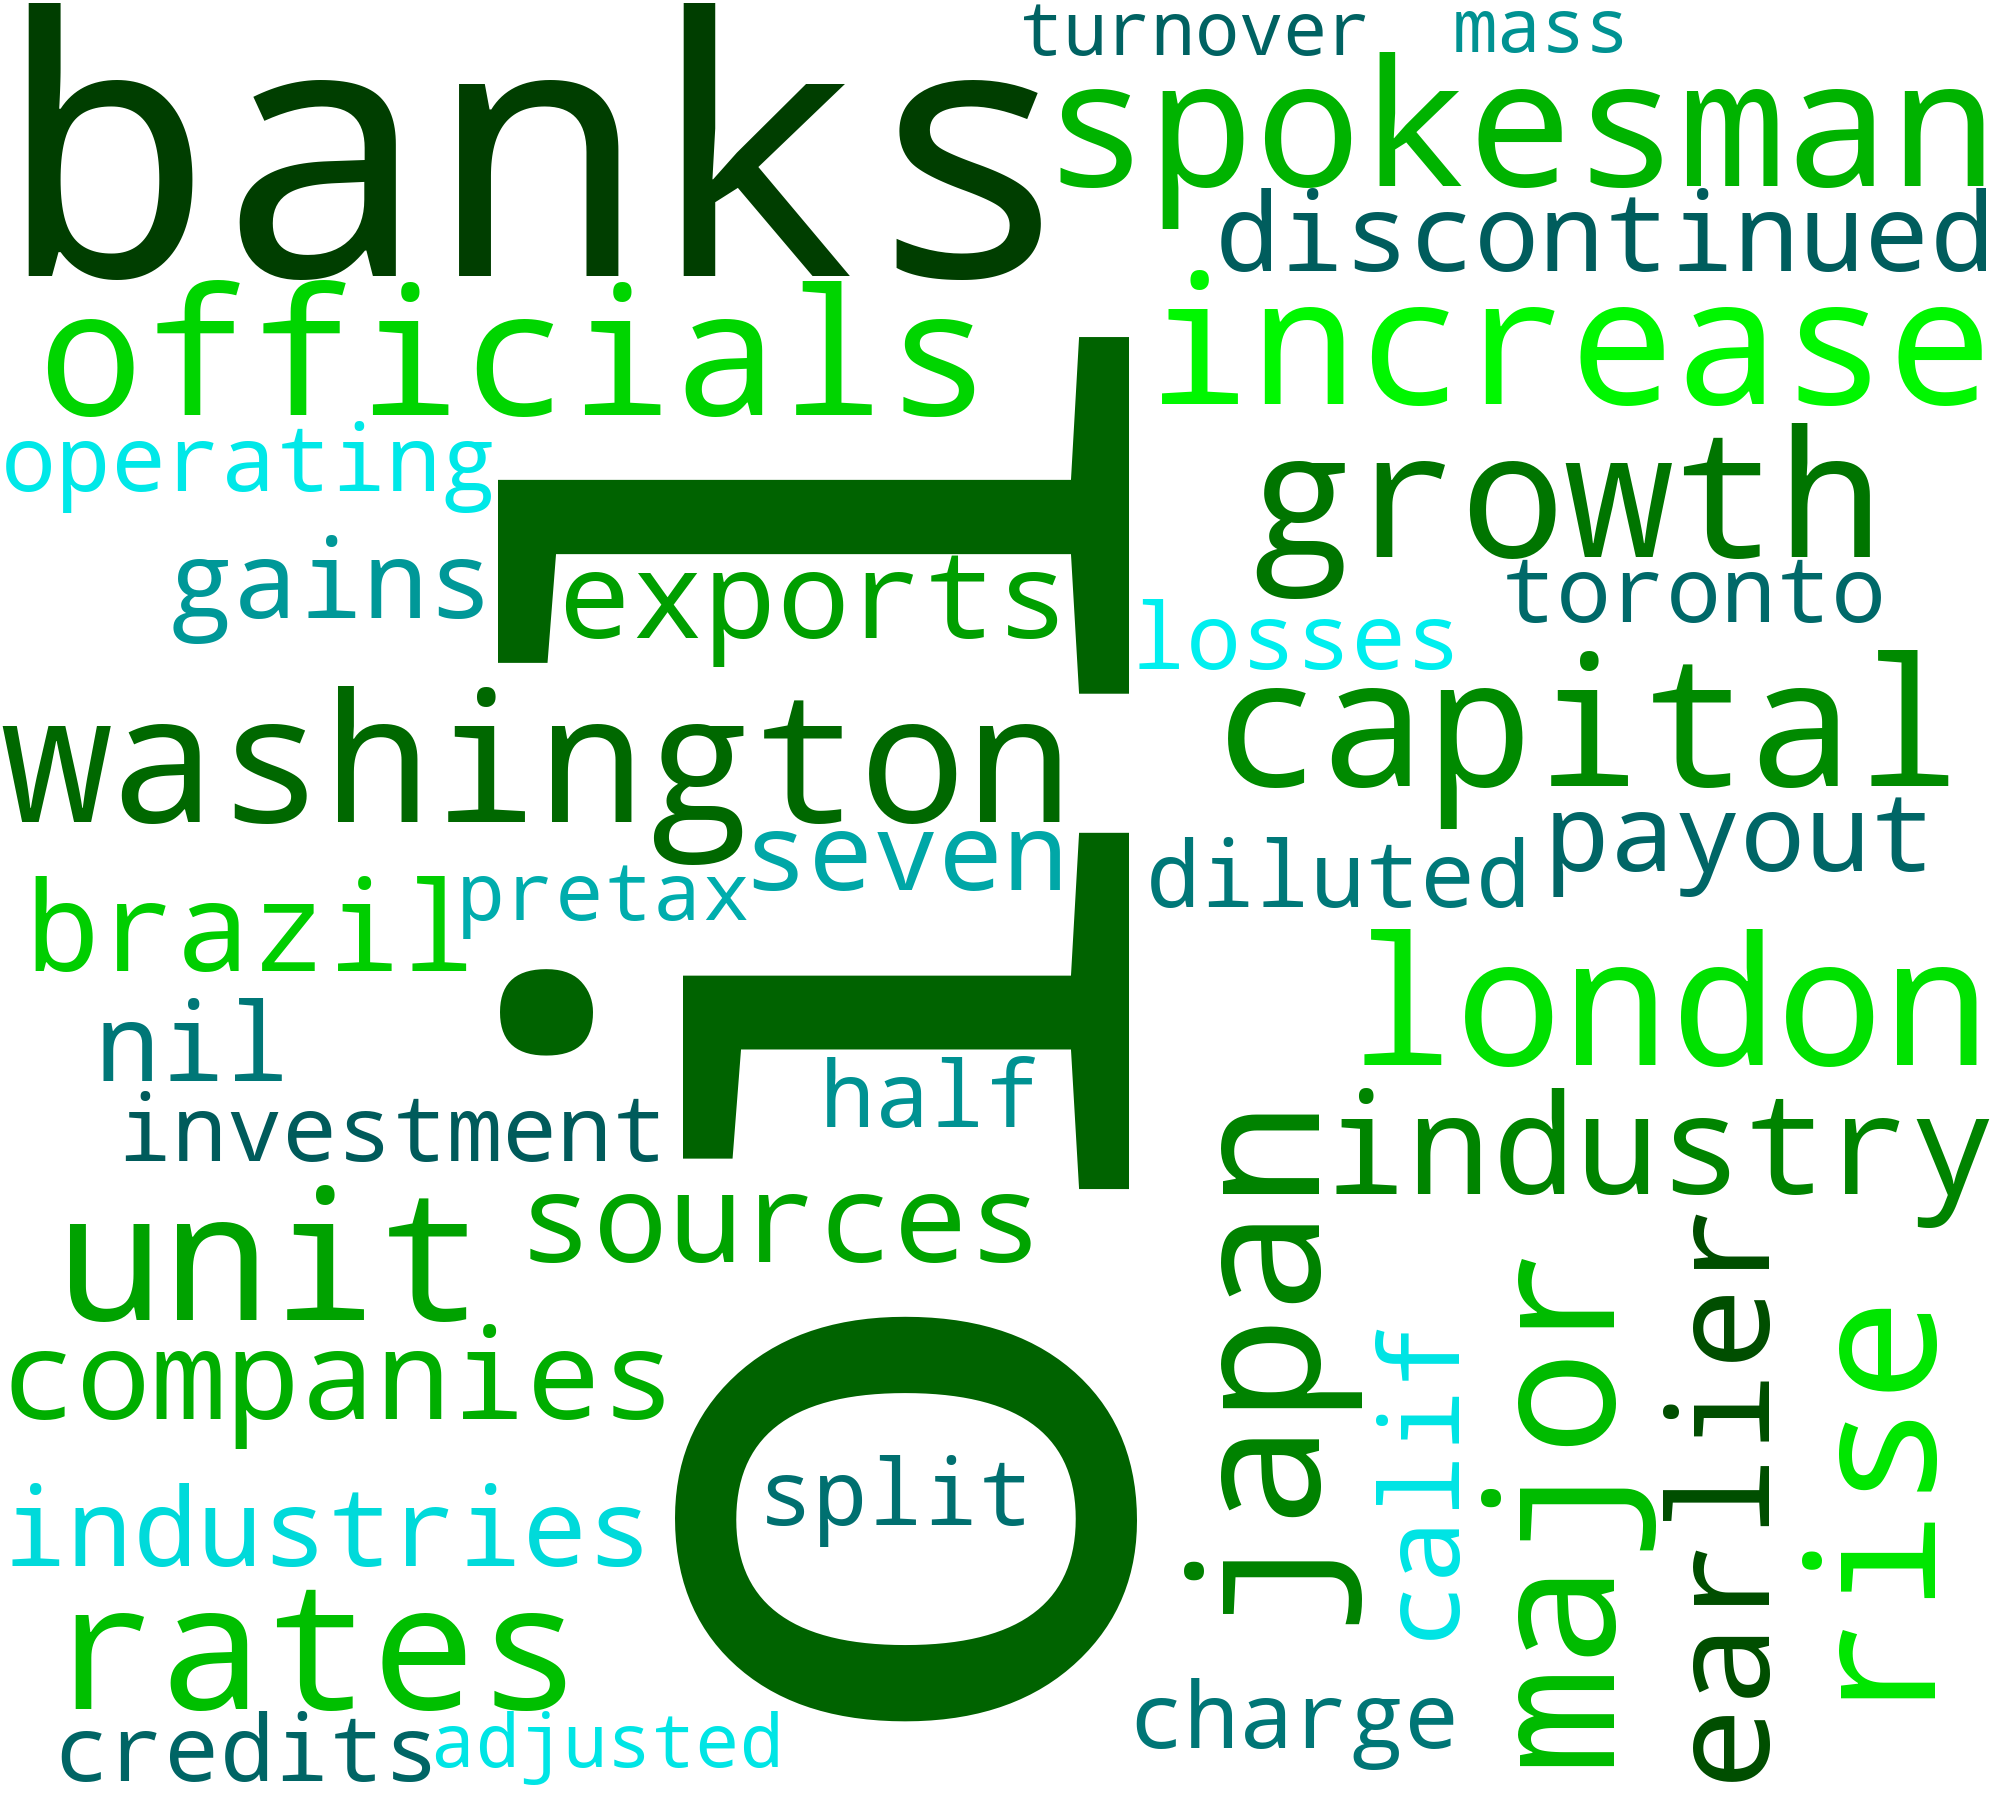 turnover
mass
banks
spokesman
discontinued
officials
increase
operating
growth
gains
exports
toronto
losses
oil
washington
capital
seven
payout
diluted
pretax
brazil
london
nil
half
investment
industry
japan
sources
unit
companies
major
earlier
rise
calif
split
industries
rates
charge
credits
adjusted